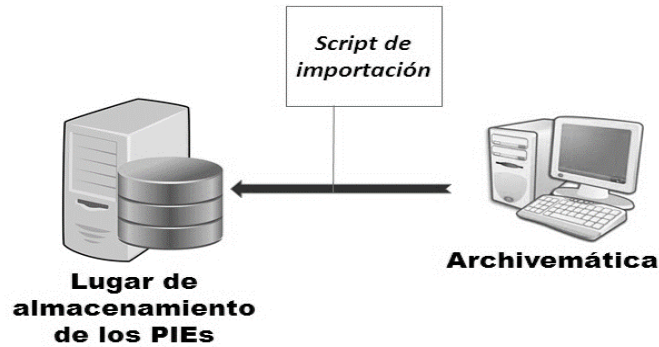 Script de
importación
Archivemática
Lugar de
almacenamiento
de los PIEs